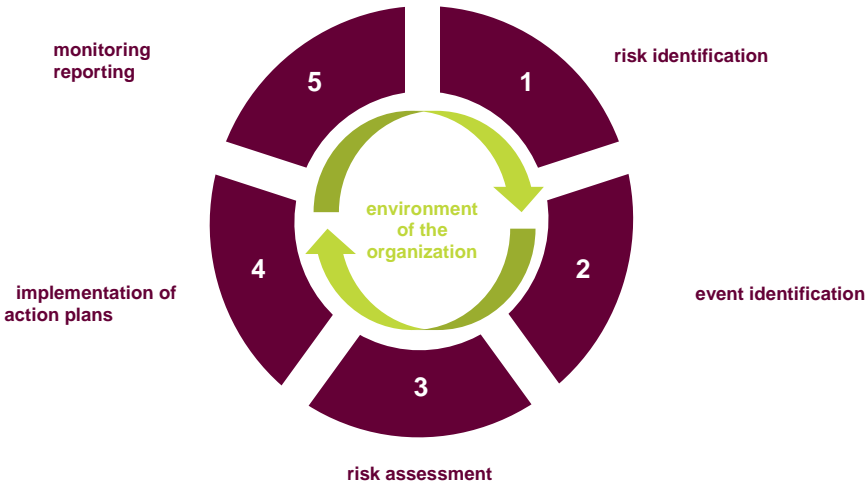 monitoring
reporting
5
1
risk identification
environment
of the
organization
4
2
implementation of
action plans
event identification
3
risk assessment